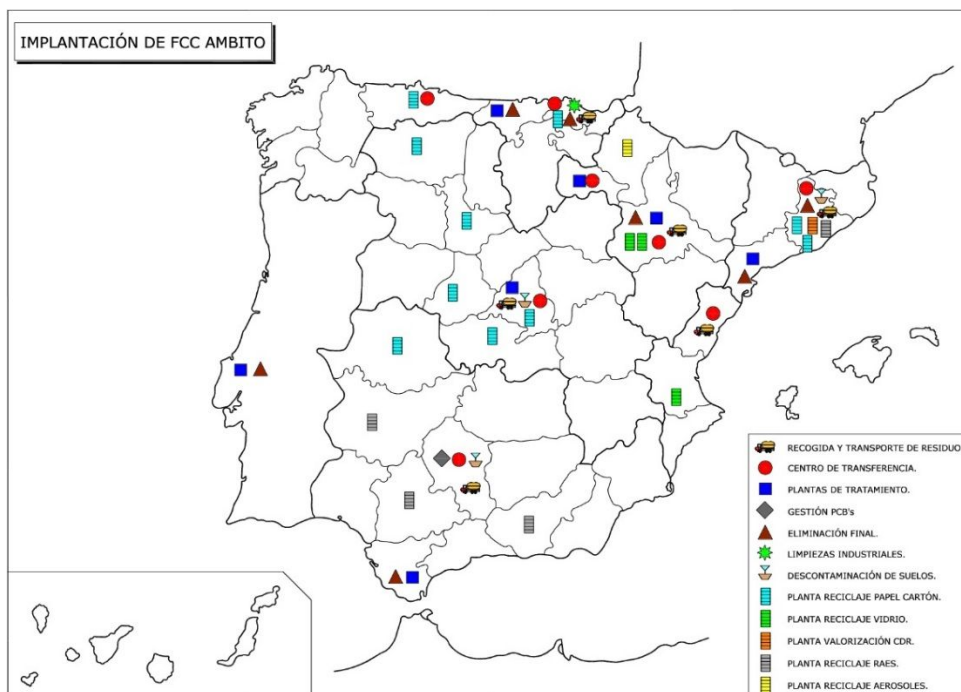 IMPLANTACIÓN DE FCC AMBITO
RECOGIDA Y TRANSPORTE DE RESIDUO
CENTRO DE TRANSFERENCIA.
PLANTAS DE TRATAMIENTO.
GESTIÓN PCB's
ELIMINACIÓN FINAL.
LIMPIEZAS INDUSTRIALES.
DESCONTAMINACIÓN DE SUELOS.
PLANTA RECICLAJE PAPEL CARTÓN.
PLANTA RECICLAJE VIDRIO.
PLANTA VALORIZACIÓN CDR.
PLANTA RECICLAJE RAES.
PLANTA RECICLAJE AEROSOLES.